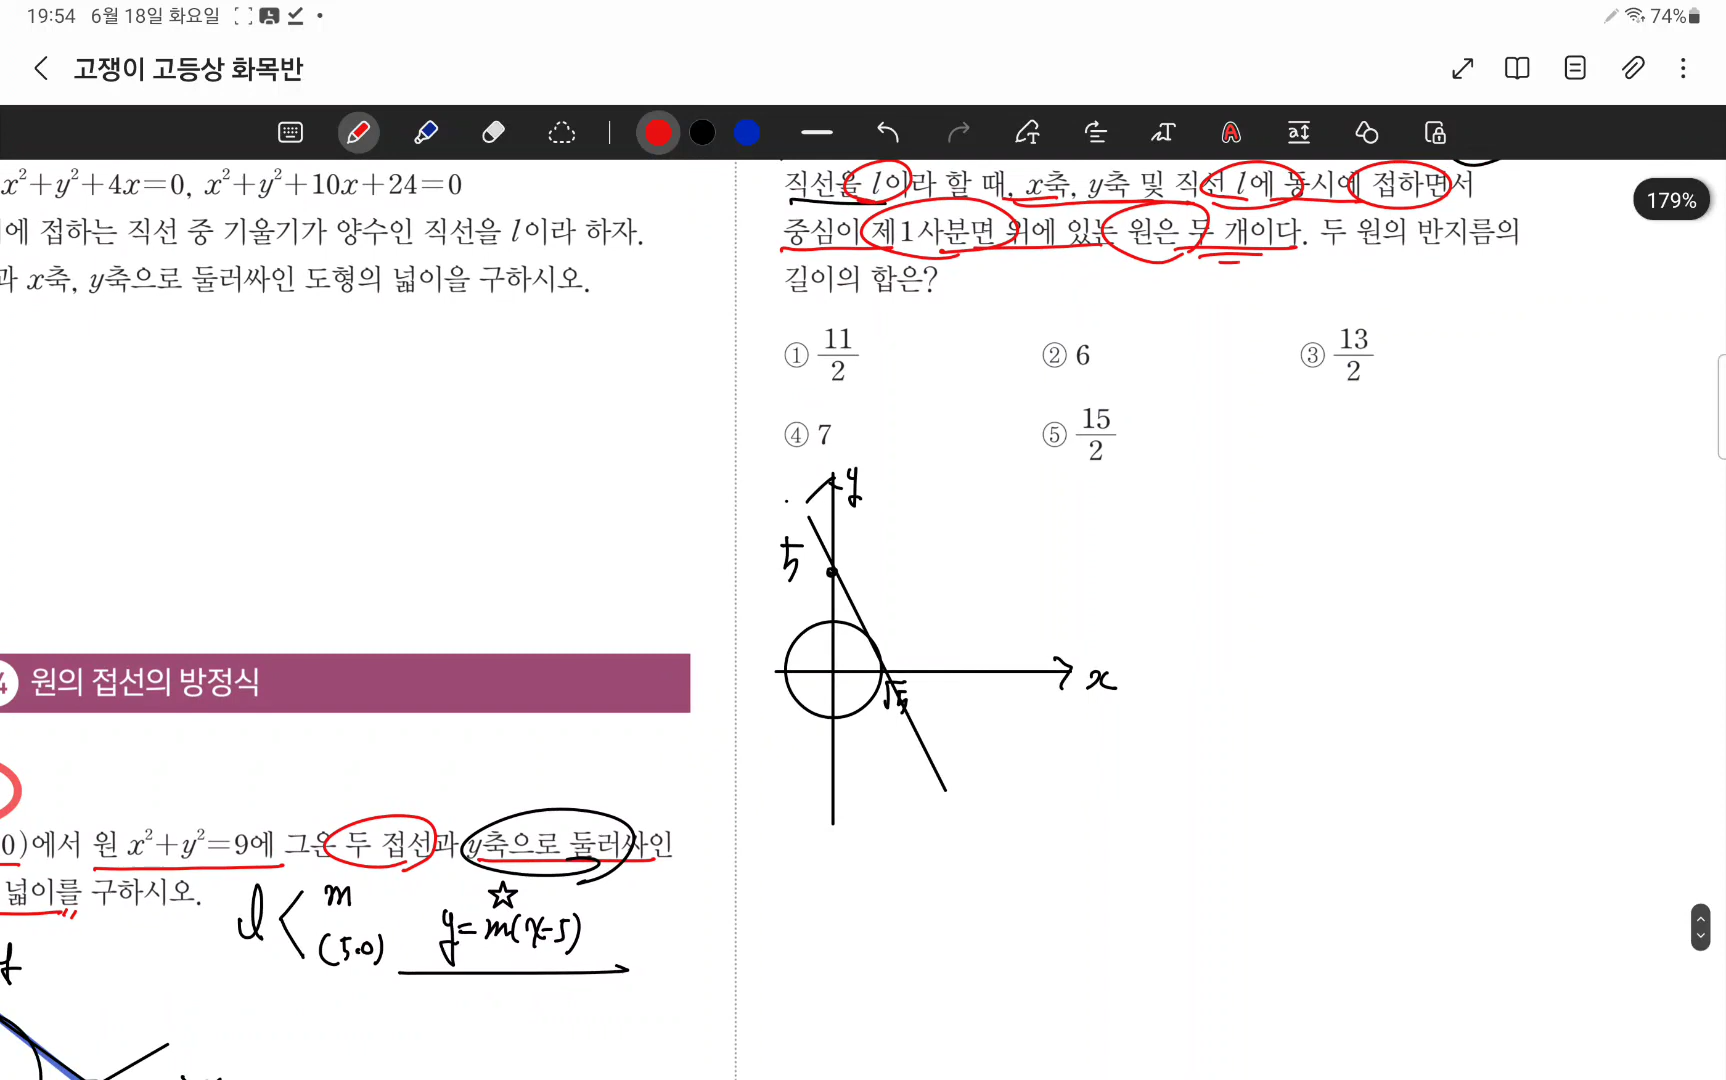 19:54 6월 18일 화요일
74%
고쟁이 고등상 화목반
179%
x²+y²+4x=0, x²+y²+10x+24=0
에 접하는 직선 중 기울기가 양수인 직선을 l이라 하자.
과 x축, y축으로 둘러싸인 도형의 넓이을 구하시오.
원의 접선의 방정식
0)에서 원 x²+y²=9에 그은 두 접선과 y축으로 둘러싸인
넓이를 구하시오.
l < m
(5.0)
☆
y=m(x-5)
직선을 l이라 할 때, x축, y축 및 직선 l에 동시에 접하면서
중심이 제1사분면 위에 있는 원은 두 개이다. 두 원의 반지름의
길이의 합은?
① 11/2 ② 6 ③ 13/2
④ 7 ⑤ 15/2
y
5
√5
x